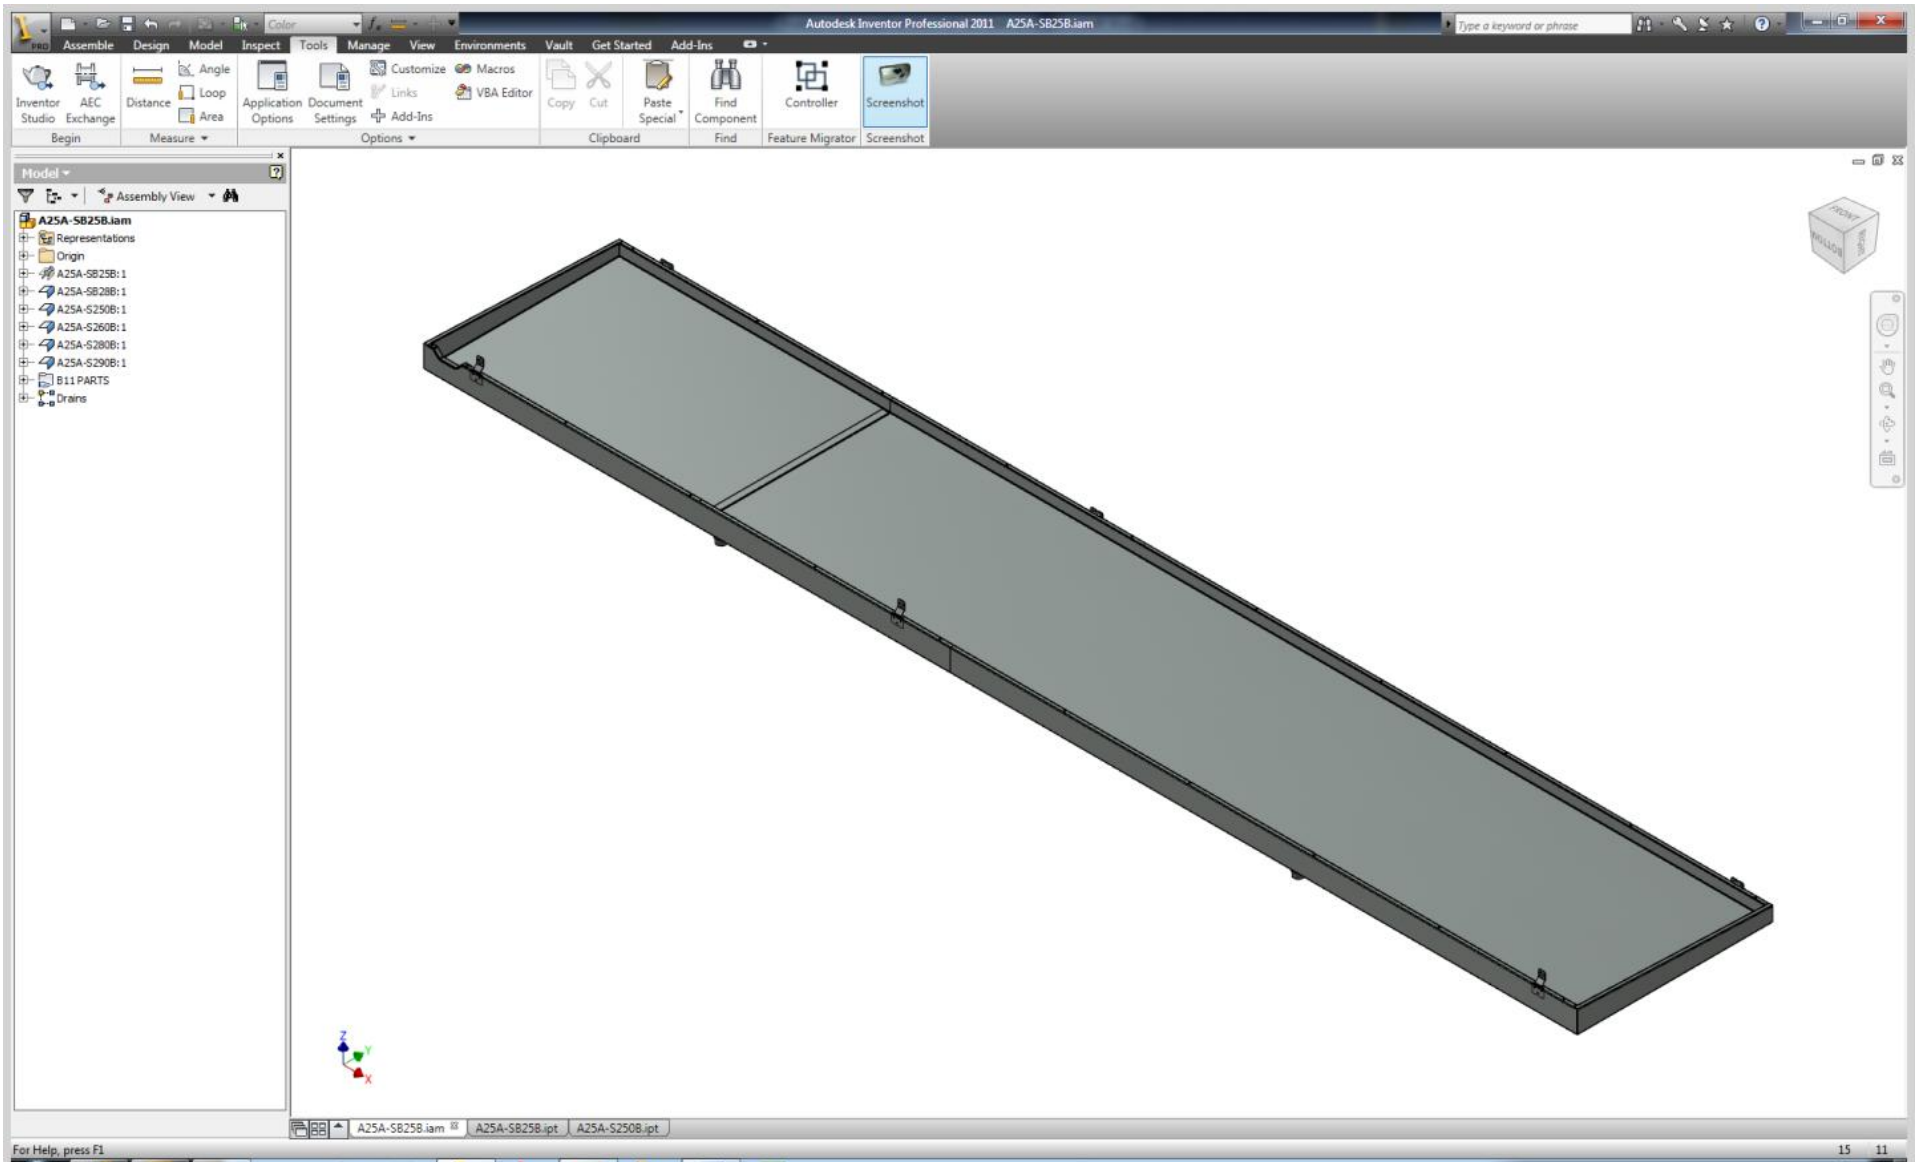 Color
Autodesk Inventor Professional 2011 A25A-SB25B.iam
Type a keyword or phrase
PRO
Assemble Design Model Inspect Tools Manage View Environments Vault Get Started Add-Ins
Inventor Studio
AEC Exchange
Begin
Distance
Angle
Loop
Area
Measure
Application Options
Document Settings
Customize
Links
Add-Ins
Macros
VBA Editor
Options
Copy
Cut
Paste Special
Clipboard
Find Component
Find
Controller
Feature Migrator
Screenshot
Screenshot
Model
Assembly View
A25A-SB25B.iam
Representations
Origin
A25A-SB25B:1
A25A-SB28B:1
A25A-S250B:1
A25A-S260B:1
A25A-S280B:1
A25A-S290B:1
B11 PARTS
Drains
FRONT
BOTTOM
RIGHT
Z
Y
X
A25A-SB25B.iam A25A-SB25B.ipt A25A-S250B.ipt
For Help, press F1
15 11